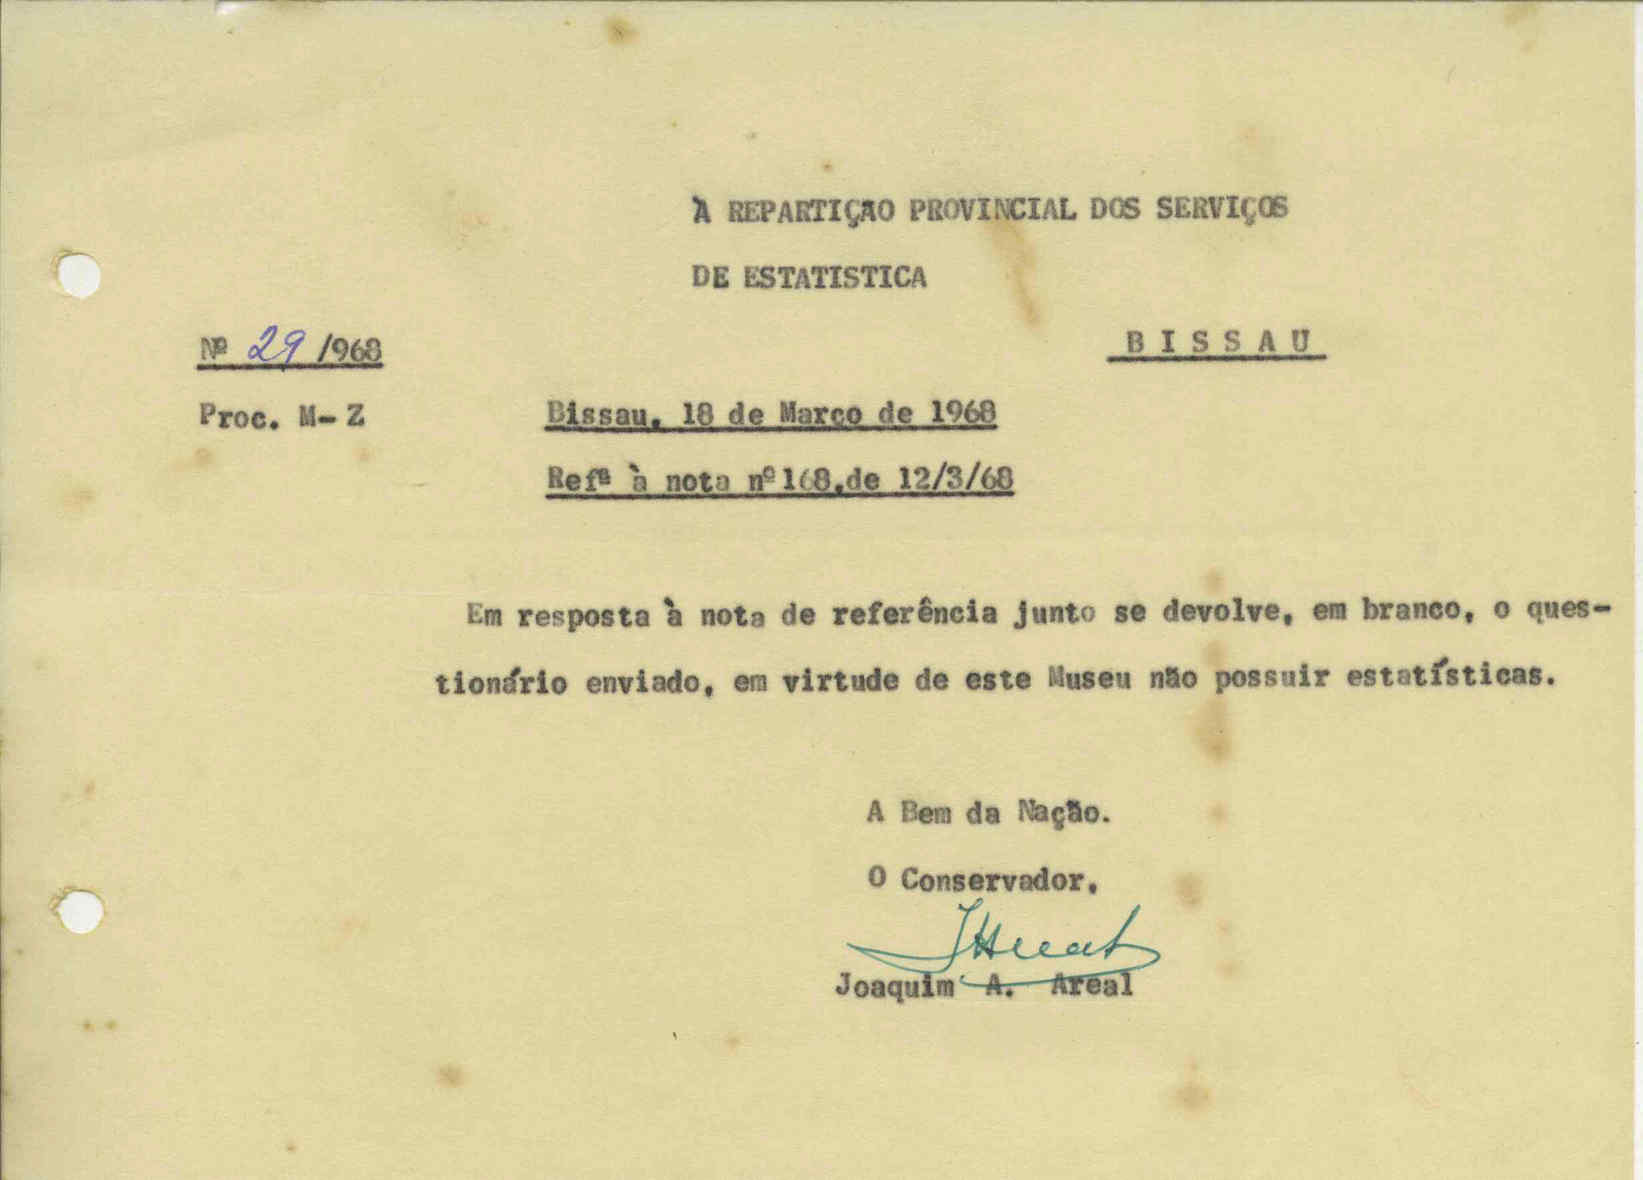 À REPARTIÇAO PROVINCIAL DOS SERVIÇOS
DE ESTATISTICA
BISSAU
Nº 29/968
Proc. M-Z
Bissau, 18 de Março de 1968
Refª à nota nº168,de 12/3/68
Em resposta à nota de referência junto se devolve, em branco, o ques-
tionário enviado, em virtude de este Museu não possuir estatísticas.
A Bem da Nação.
O Conservador,
Joaquim A. Areal